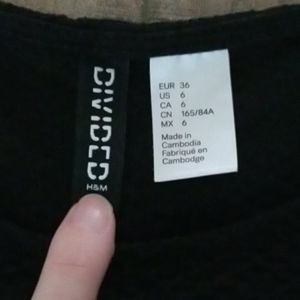 DIVIDED
H&M
EUR 36
US 6
CA 6
CN 165/84A
MX 6
Made in
Cambodia
Fabriqué en
Cambodge